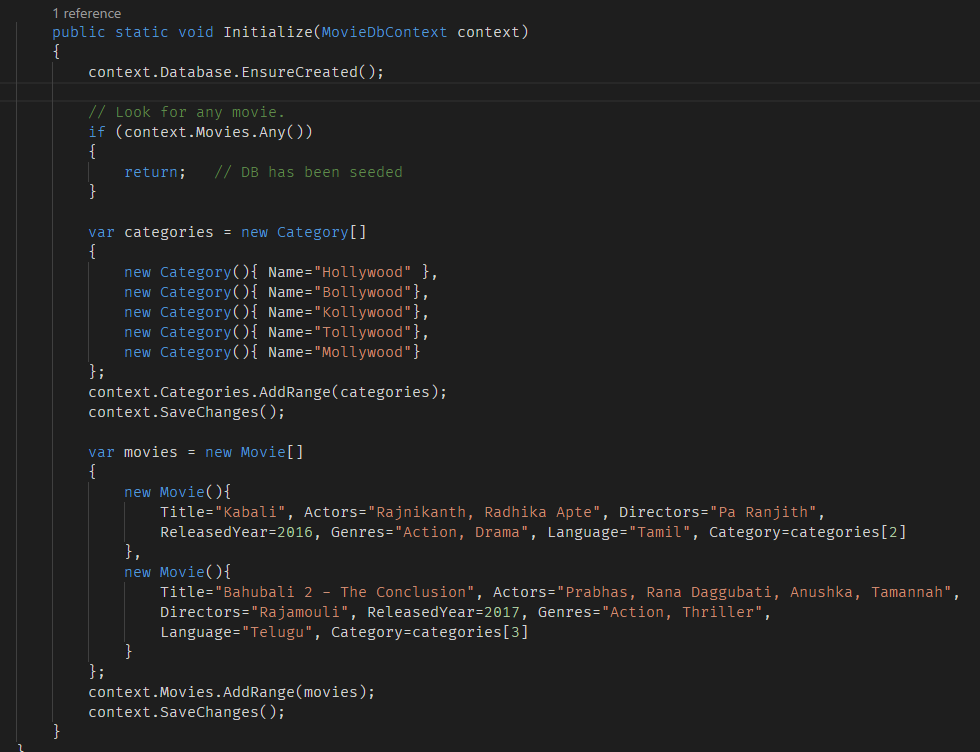 1 reference
public static void Initialize(MovieDbContext context)
{
    context.Database.EnsureCreated();

    // Look for any movie.
    if (context.Movies.Any())
    {
        return;   // DB has been seeded
    }

    var categories = new Category[]
    {
        new Category(){ Name="Hollywood" },
        new Category(){ Name="Bollywood"},
        new Category(){ Name="Kollywood"},
        new Category(){ Name="Tollywood"},
        new Category(){ Name="Mollywood"}
    };
    context.Categories.AddRange(categories);
    context.SaveChanges();

    var movies = new Movie[]
    {
        new Movie(){
            Title="Kabali", Actors="Rajnikanth, Radhika Apte", Directors="Pa Ranjith",
            ReleasedYear=2016, Genres="Action, Drama", Language="Tamil", Category=categories[2]
        },
        new Movie(){
            Title="Bahubali 2 - The Conclusion", Actors="Prabhas, Rana Daggubati, Anushka, Tamannah",
            Directors="Rajamouli", ReleasedYear=2017, Genres="Action, Thriller",
            Language="Telugu", Category=categories[3]
        }
    };
    context.Movies.AddRange(movies);
    context.SaveChanges();
}
}